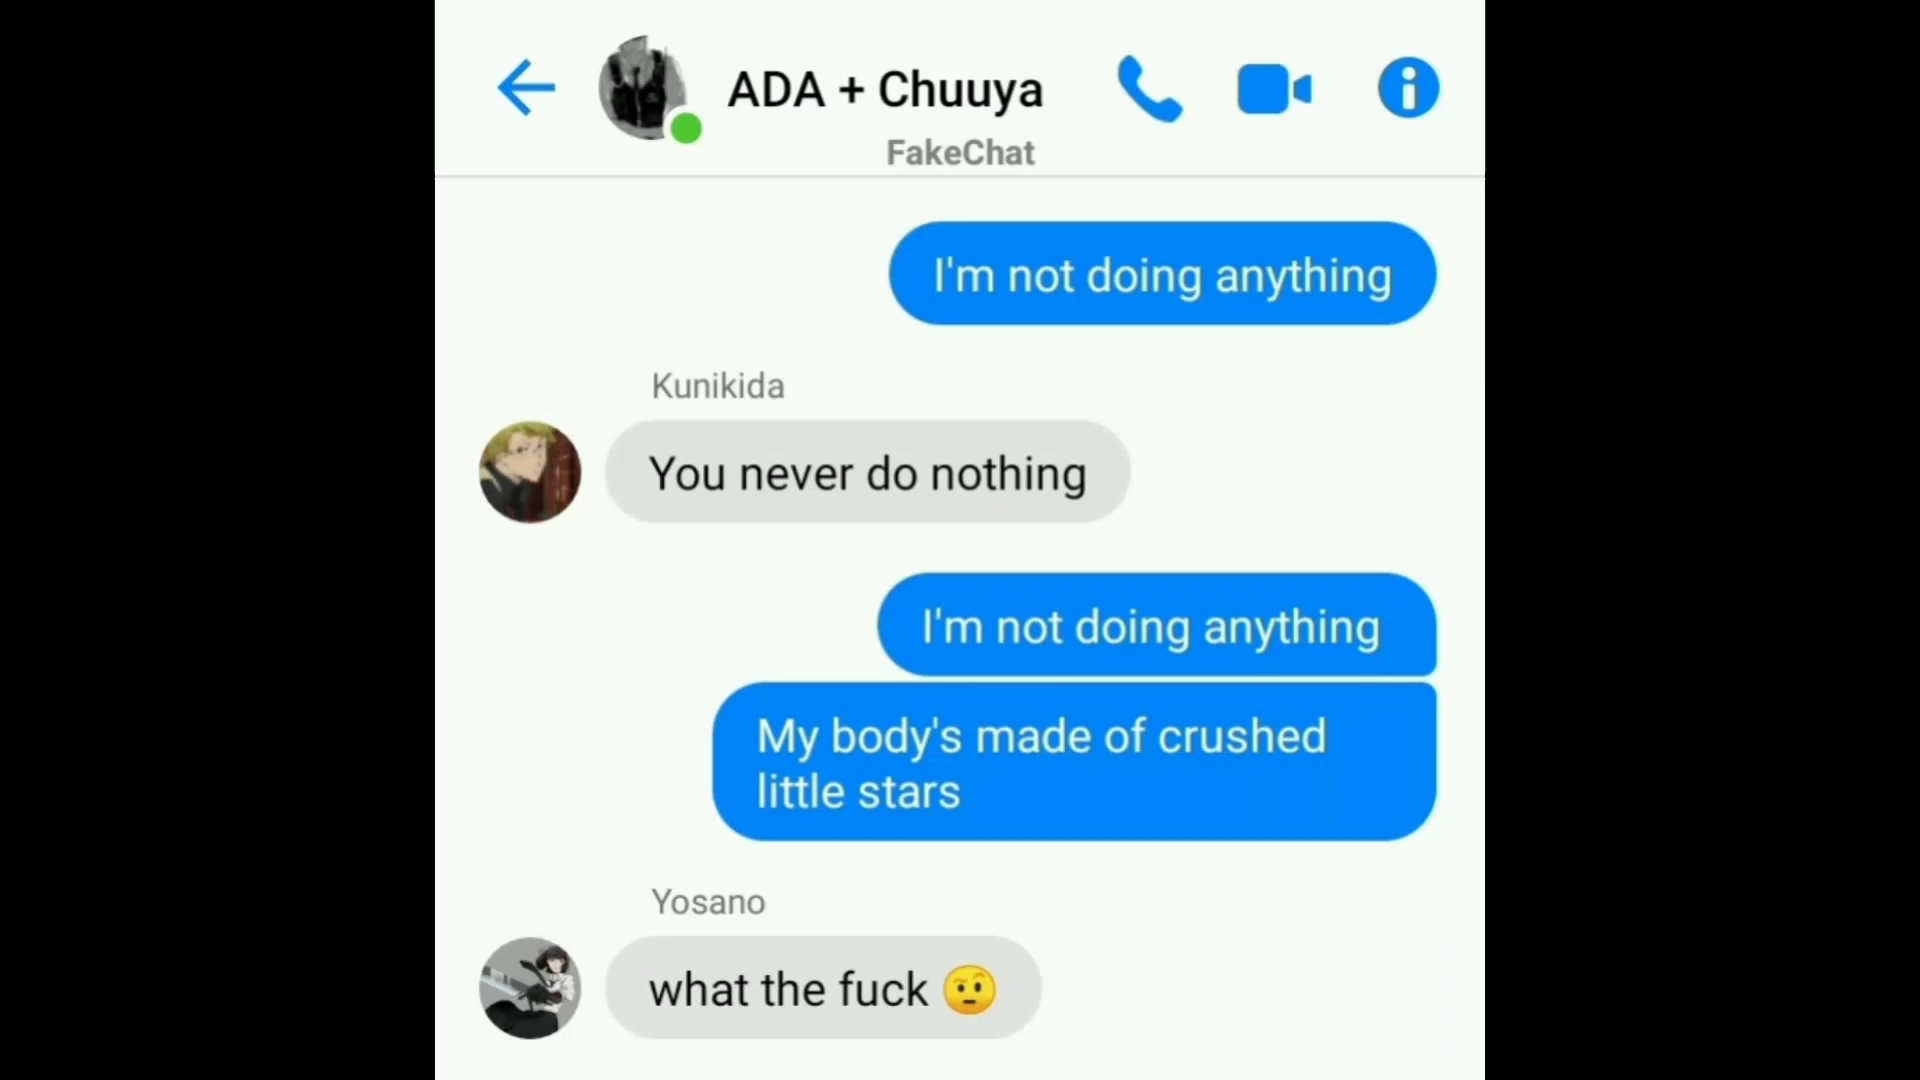 ADA + Chuuya
FakeChat
I'm not doing anything
Kunikida
You never do nothing
I'm not doing anything
My body's made of crushed
little stars
Yosano
what the fuck 🤨